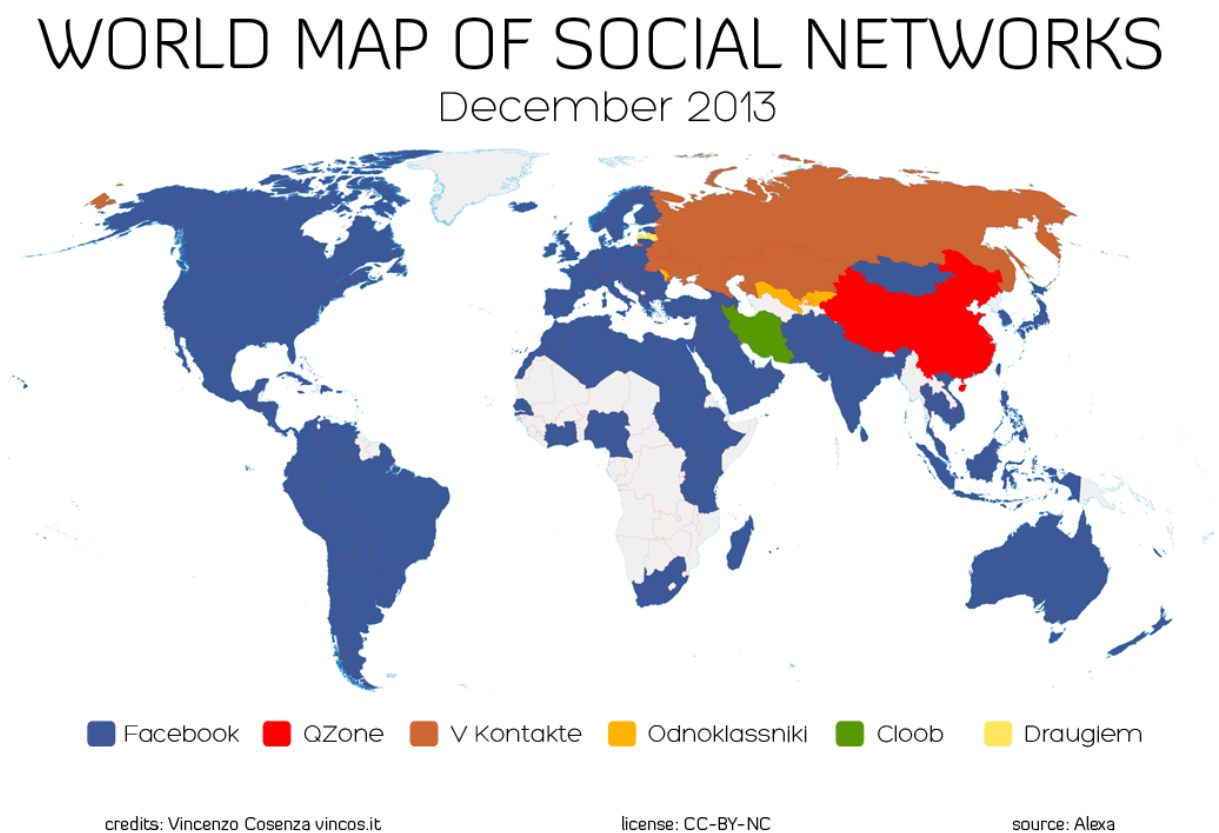 WORLD MAP OF SOCIAL NETWORKS
December 2013
Facebook QZone V Kontakte Odnoklassniki Cloob Draugiem
credits: Vincenzo Cosenza vincos.it license: CC-BY-NC source: Alexa